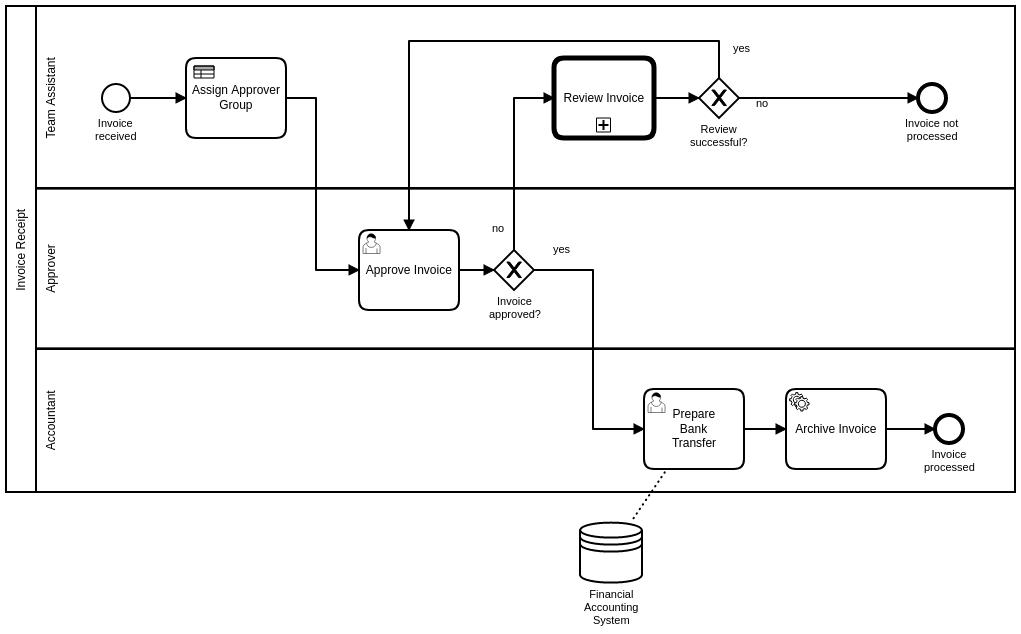 Invoice Receipt
Team Assistant
Invoice
received
Assign Approver
Group
Review Invoice
yes
no
Review
successful?
Invoice not
processed
Approver
Approve Invoice
no
yes
Invoice
approved?
Accountant
Prepare
Bank
Transfer
Archive Invoice
Invoice
processed
Financial
Accounting
System